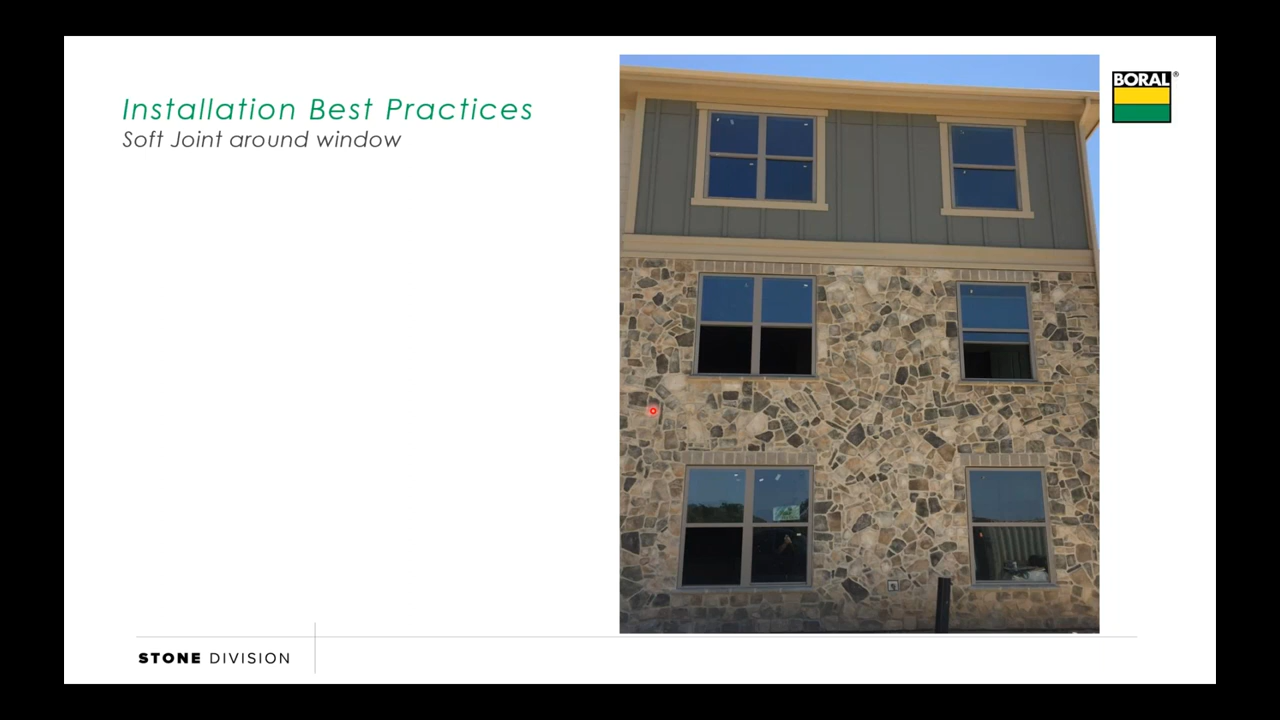 Installation Best Practices
Soft Joint around window
BORAL®
STONE DIVISION